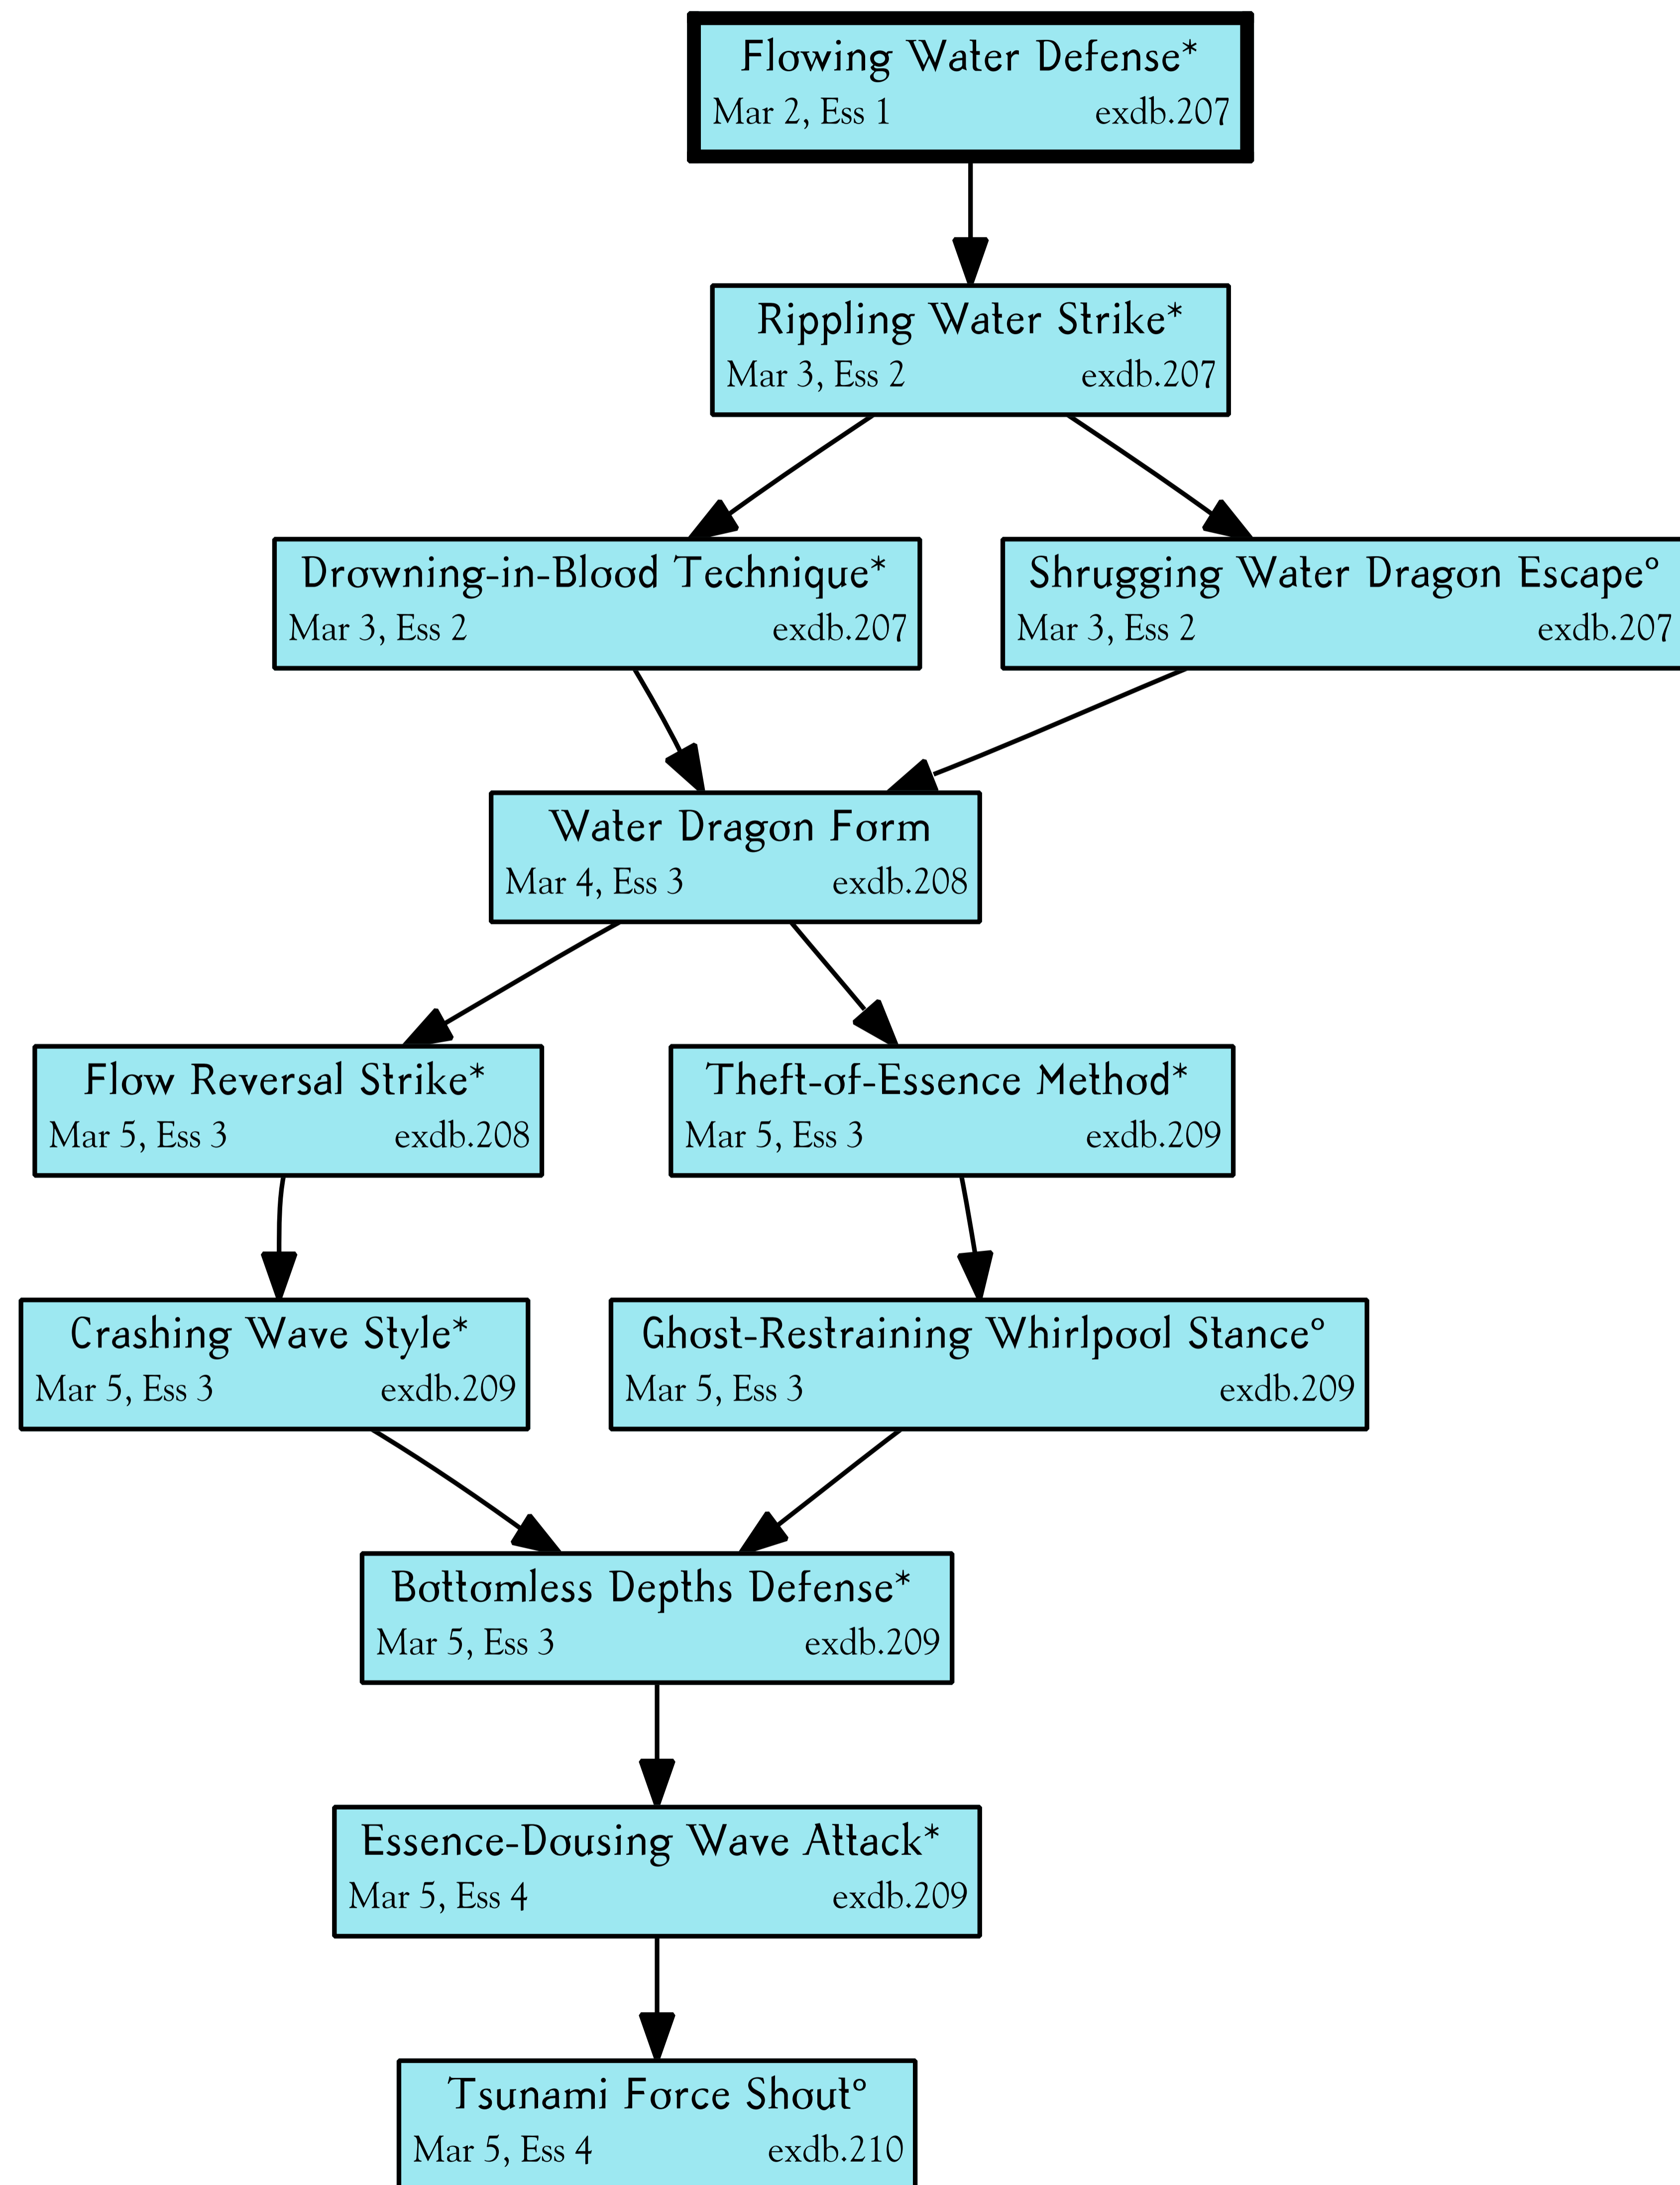 Flowing Water Defense*
Mar 2, Ess 1 exdb.207
Rippling Water Strike*
Mar 3, Ess 2 exdb.207
Drowning-in-Blood Technique*
Mar 3, Ess 2 exdb.207
Shrugging Water Dragon Escape°
Mar 3, Ess 2 exdb.207
Water Dragon Form
Mar 4, Ess 3 exdb.208
Flow Reversal Strike*
Mar 5, Ess 3 exdb.208
Theft-of-Essence Method*
Mar 5, Ess 3 exdb.209
Crashing Wave Style*
Mar 5, Ess 3 exdb.209
Ghost-Restraining Whirlpool Stance°
Mar 5, Ess 3 exdb.209
Bottomless Depths Defense*
Mar 5, Ess 3 exdb.209
Essence-Dousing Wave Attack*
Mar 5, Ess 4 exdb.209
Tsunami Force Shout°
Mar 5, Ess 4 exdb.210